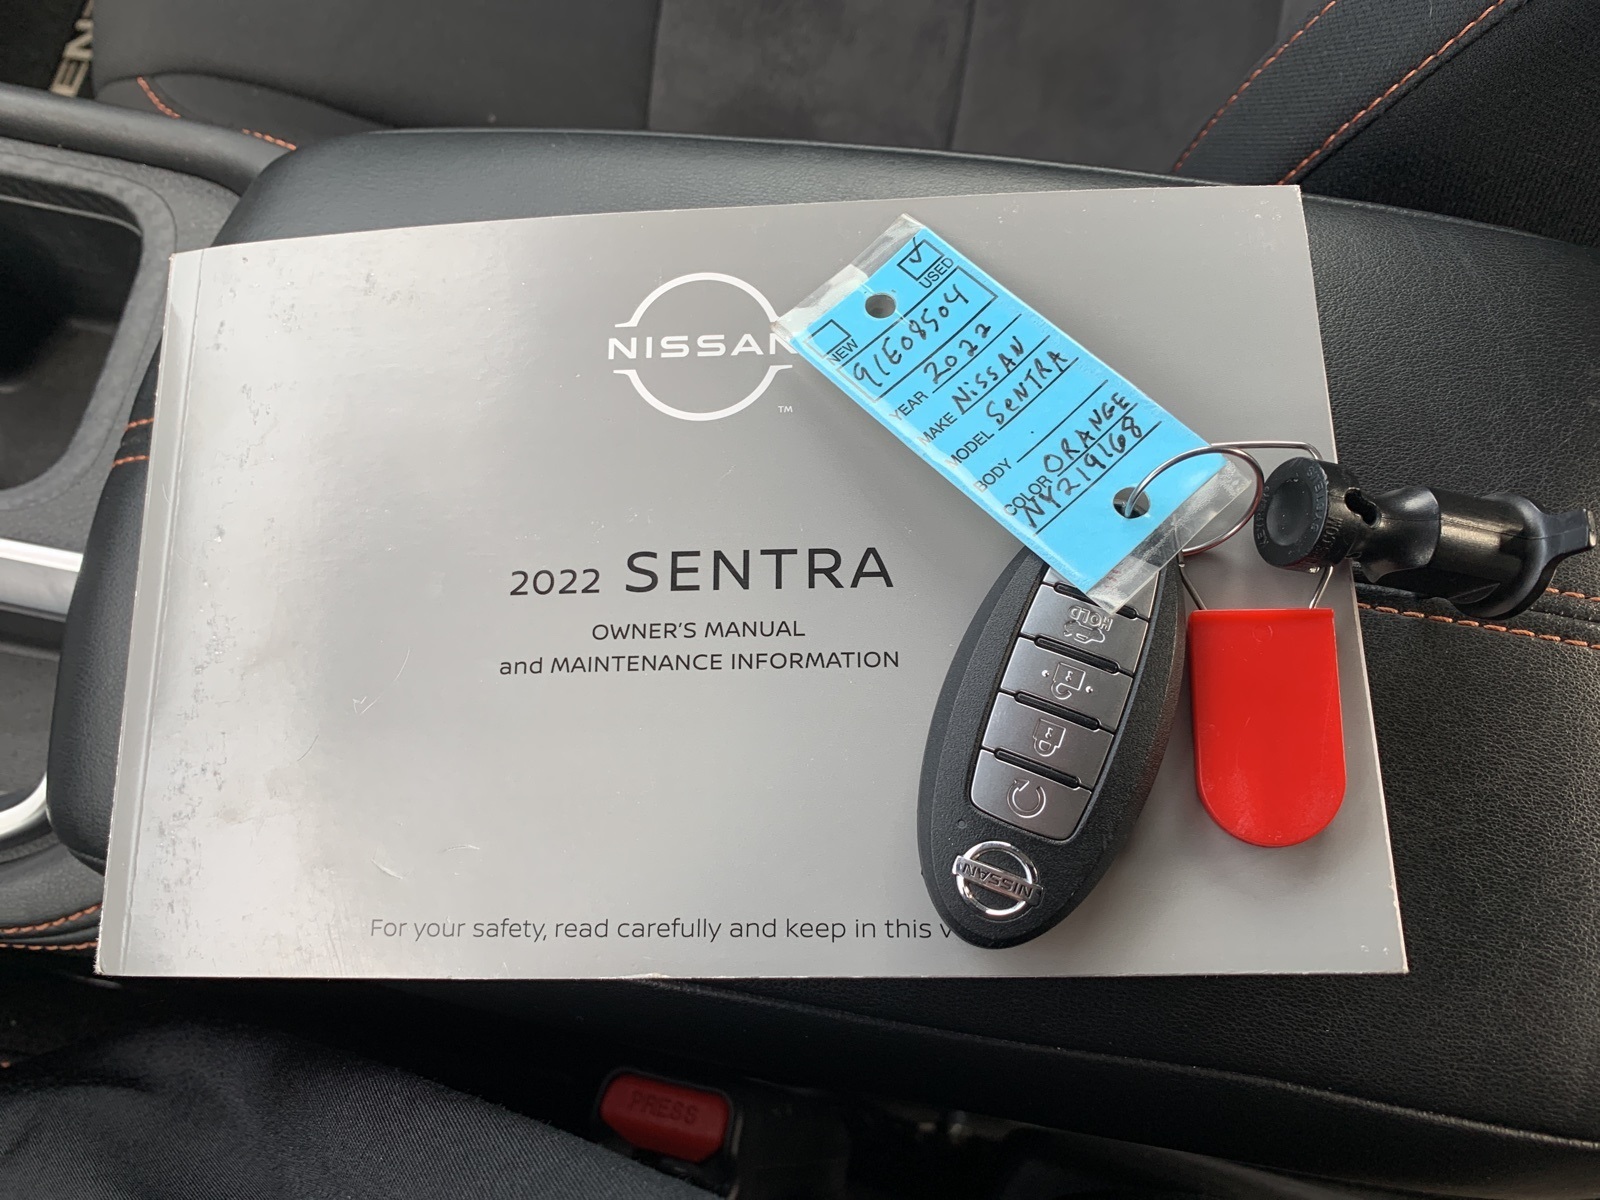 NISSAN
TM
2022 SENTRA
OWNER'S MANUAL
and MAINTENANCE INFORMATION
For your safety, read carefully and keep in this v
NEW ✓ USED
91E08504
YEAR 2022
MAKE NissAN
MODEL SeNTRA
BODY
COLOR ORANGE
NY219168
HOLD
NISSAN
PRESS